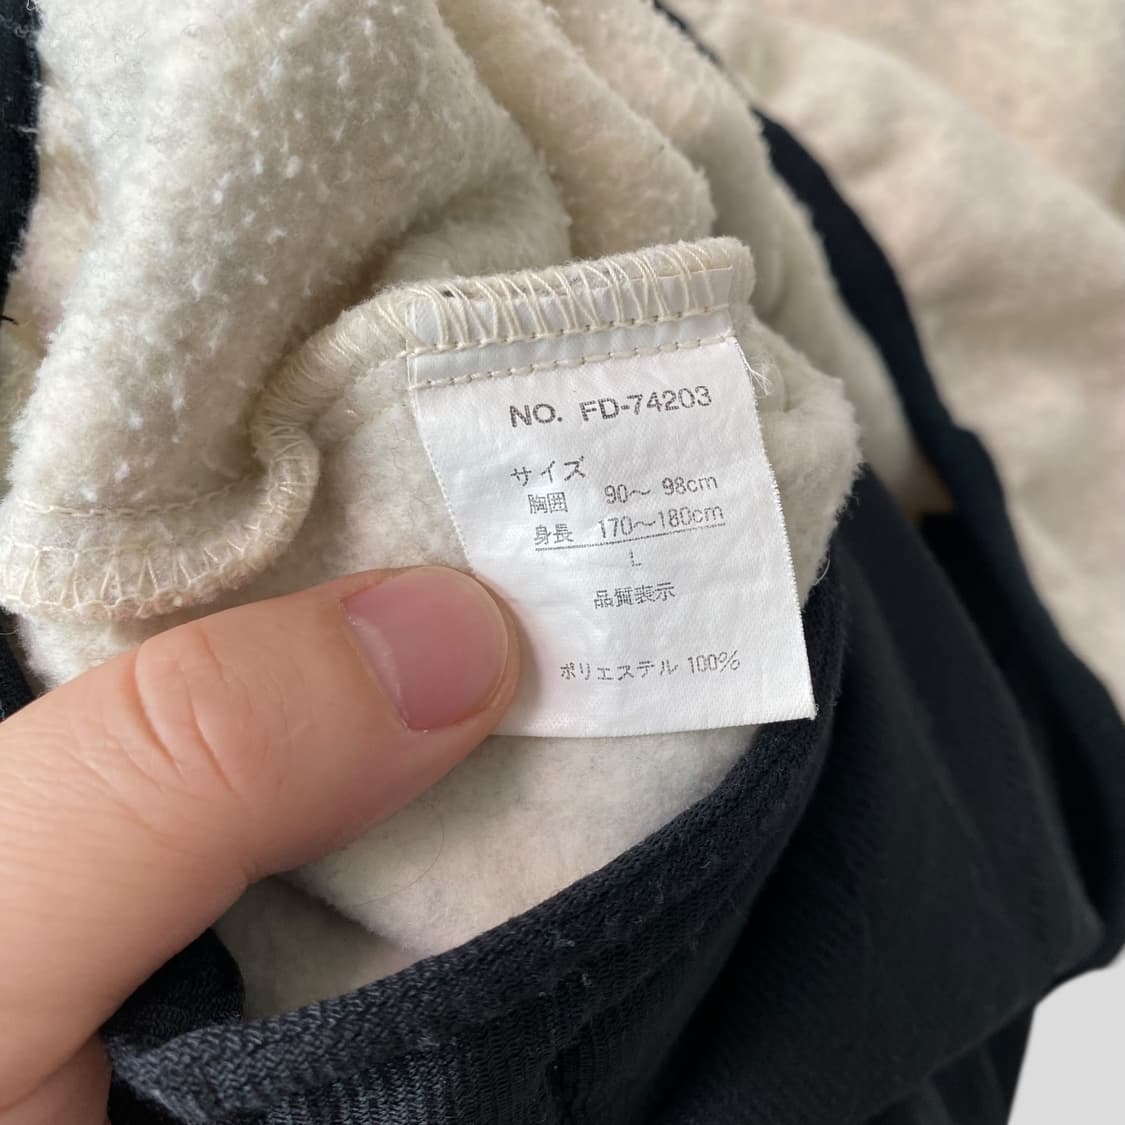 NO. FD-74203
サイズ
胸囲 90〜 98cm
身長 170〜180cm
L
品質表示
ポリエステル 100%